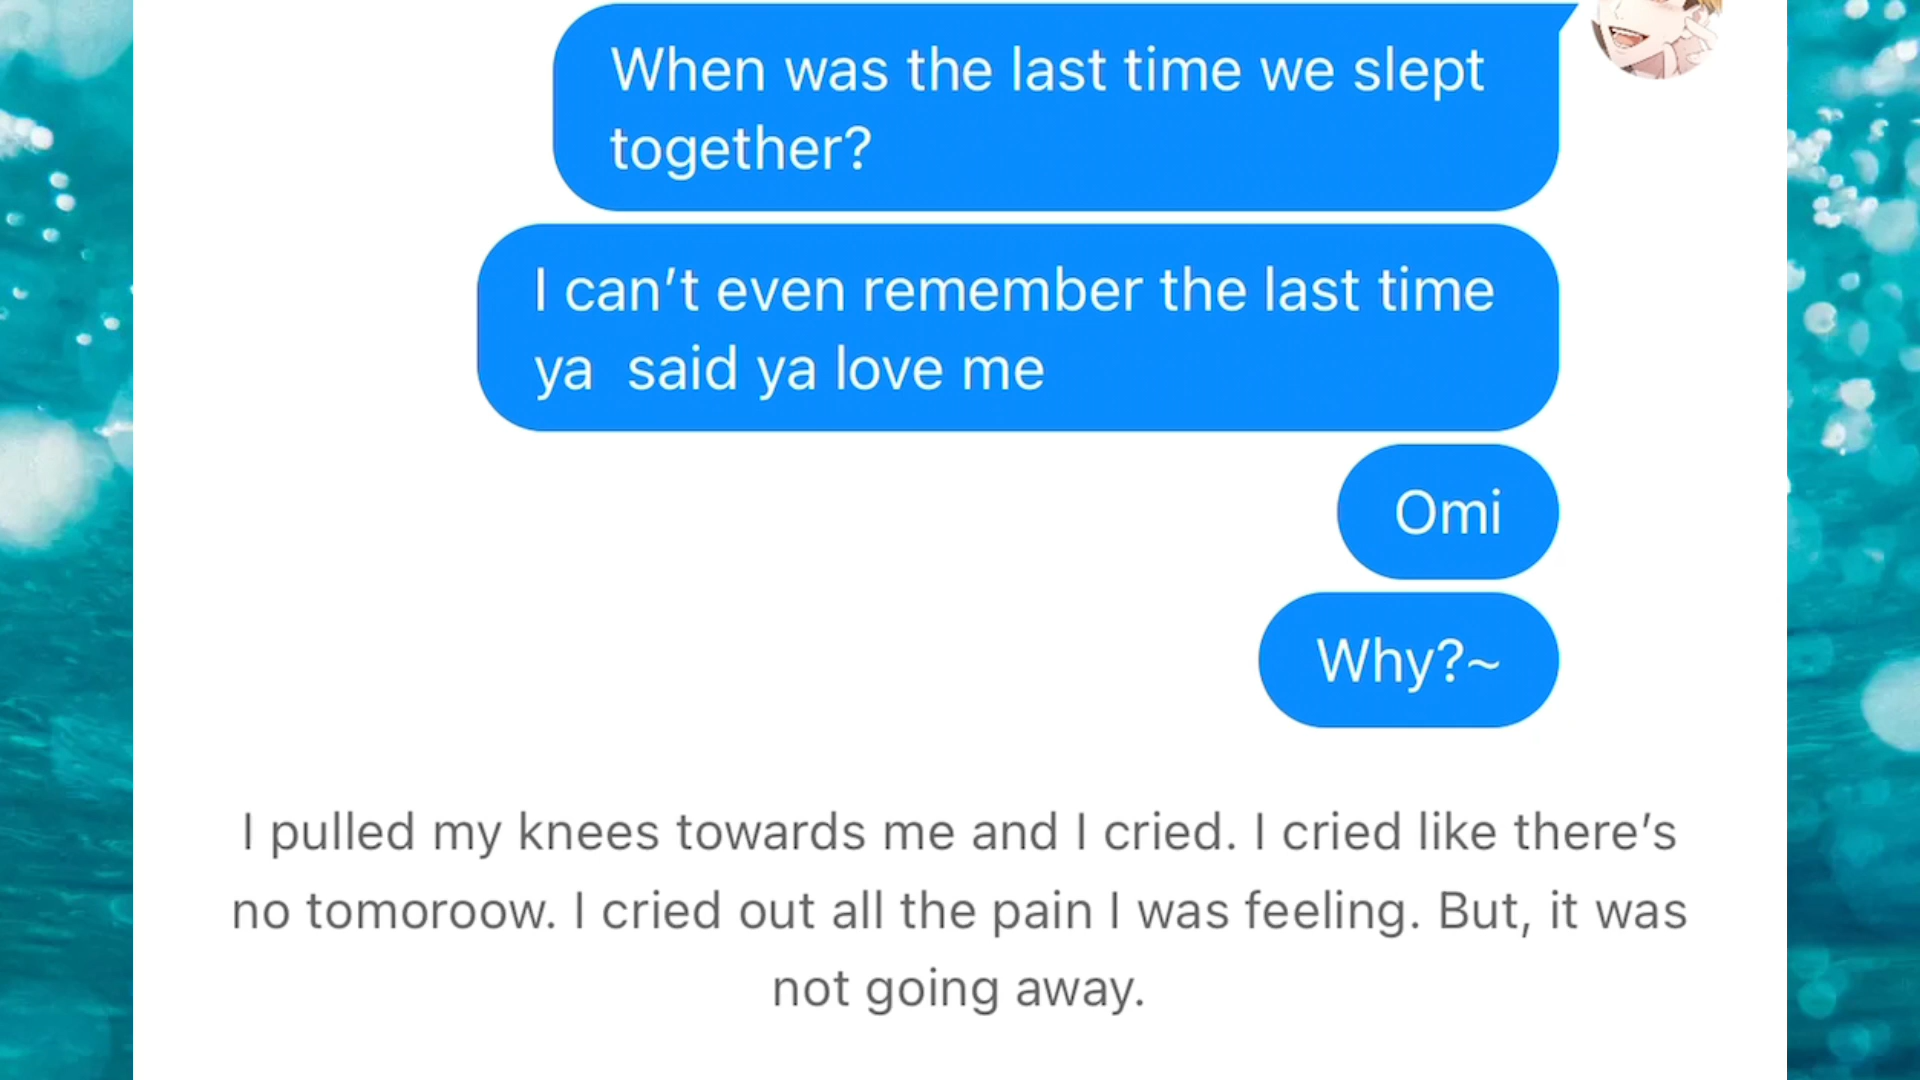 When was the last time we slept
together?
I can’t even remember the last time
ya  said ya love me
Omi
Why?~
I pulled my knees towards me and I cried. I cried like there’s
no tomoroow. I cried out all the pain I was feeling. But, it was
not going away.